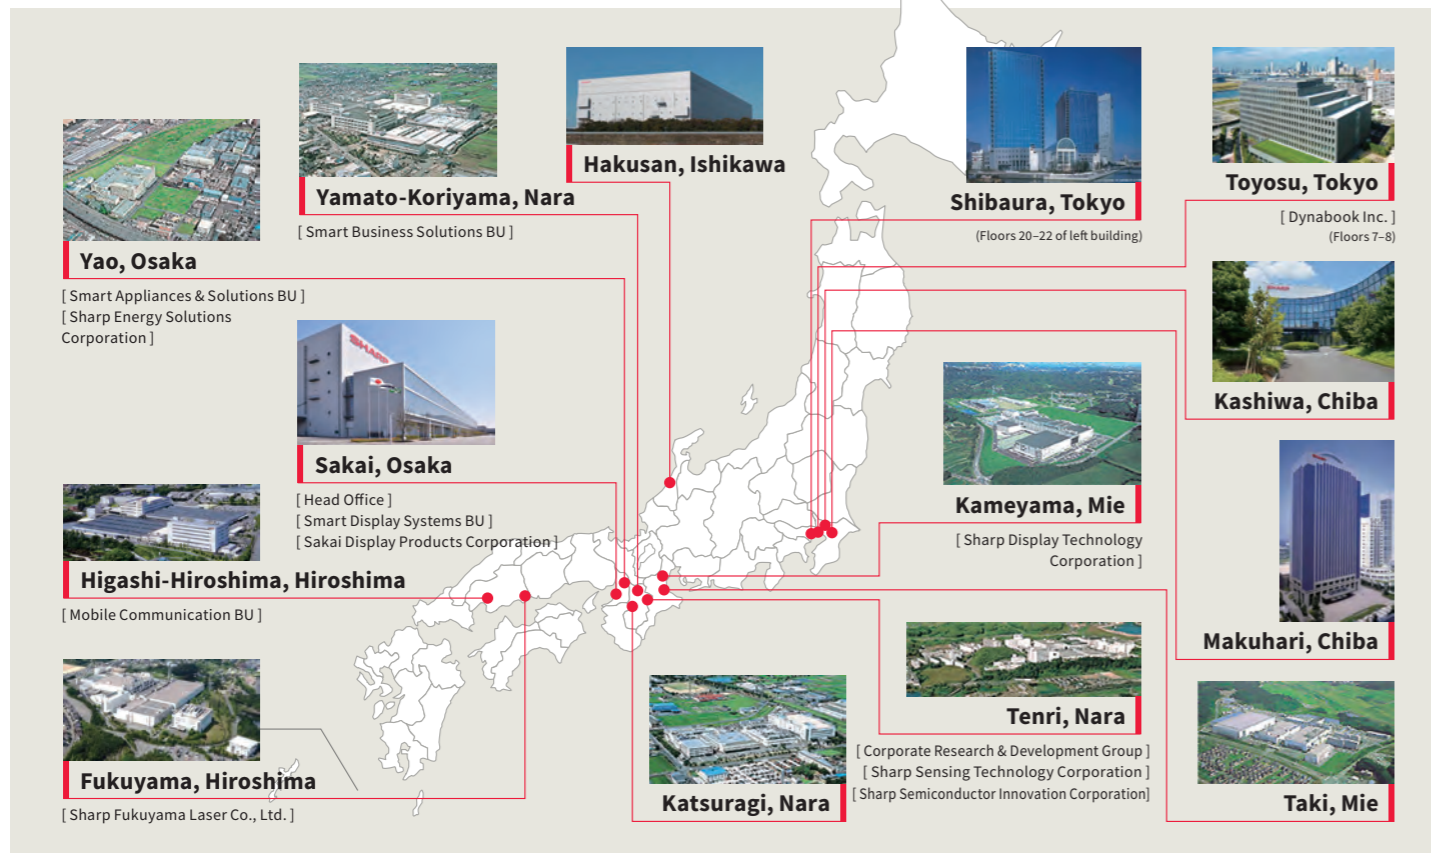 Hakusan, Ishikawa
Yamato-Koriyama, Nara
[ Smart Business Solutions BU ]
Yao, Osaka
[ Smart Appliances & Solutions BU ]
[ Sharp Energy Solutions
Corporation ]
SHARP
Sakai, Osaka
[ Head Office ]
[ Smart Display Systems BU ]
[ Sakai Display Products Corporation ]
Higashi-Hiroshima, Hiroshima
[ Mobile Communication BU ]
Fukuyama, Hiroshima
[ Sharp Fukuyama Laser Co., Ltd. ]
Shibaura, Tokyo
(Floors 20–22 of left building)
Toyosu, Tokyo
[ Dynabook Inc. ]
(Floors 7–8)
SHARP
Kashiwa, Chiba
Kameyama, Mie
[ Sharp Display Technology
Corporation ]
Makuhari, Chiba
Tenri, Nara
[ Corporate Research & Development Group ]
[ Sharp Sensing Technology Corporation ]
[ Sharp Semiconductor Innovation Corporation]
Katsuragi, Nara
Taki, Mie